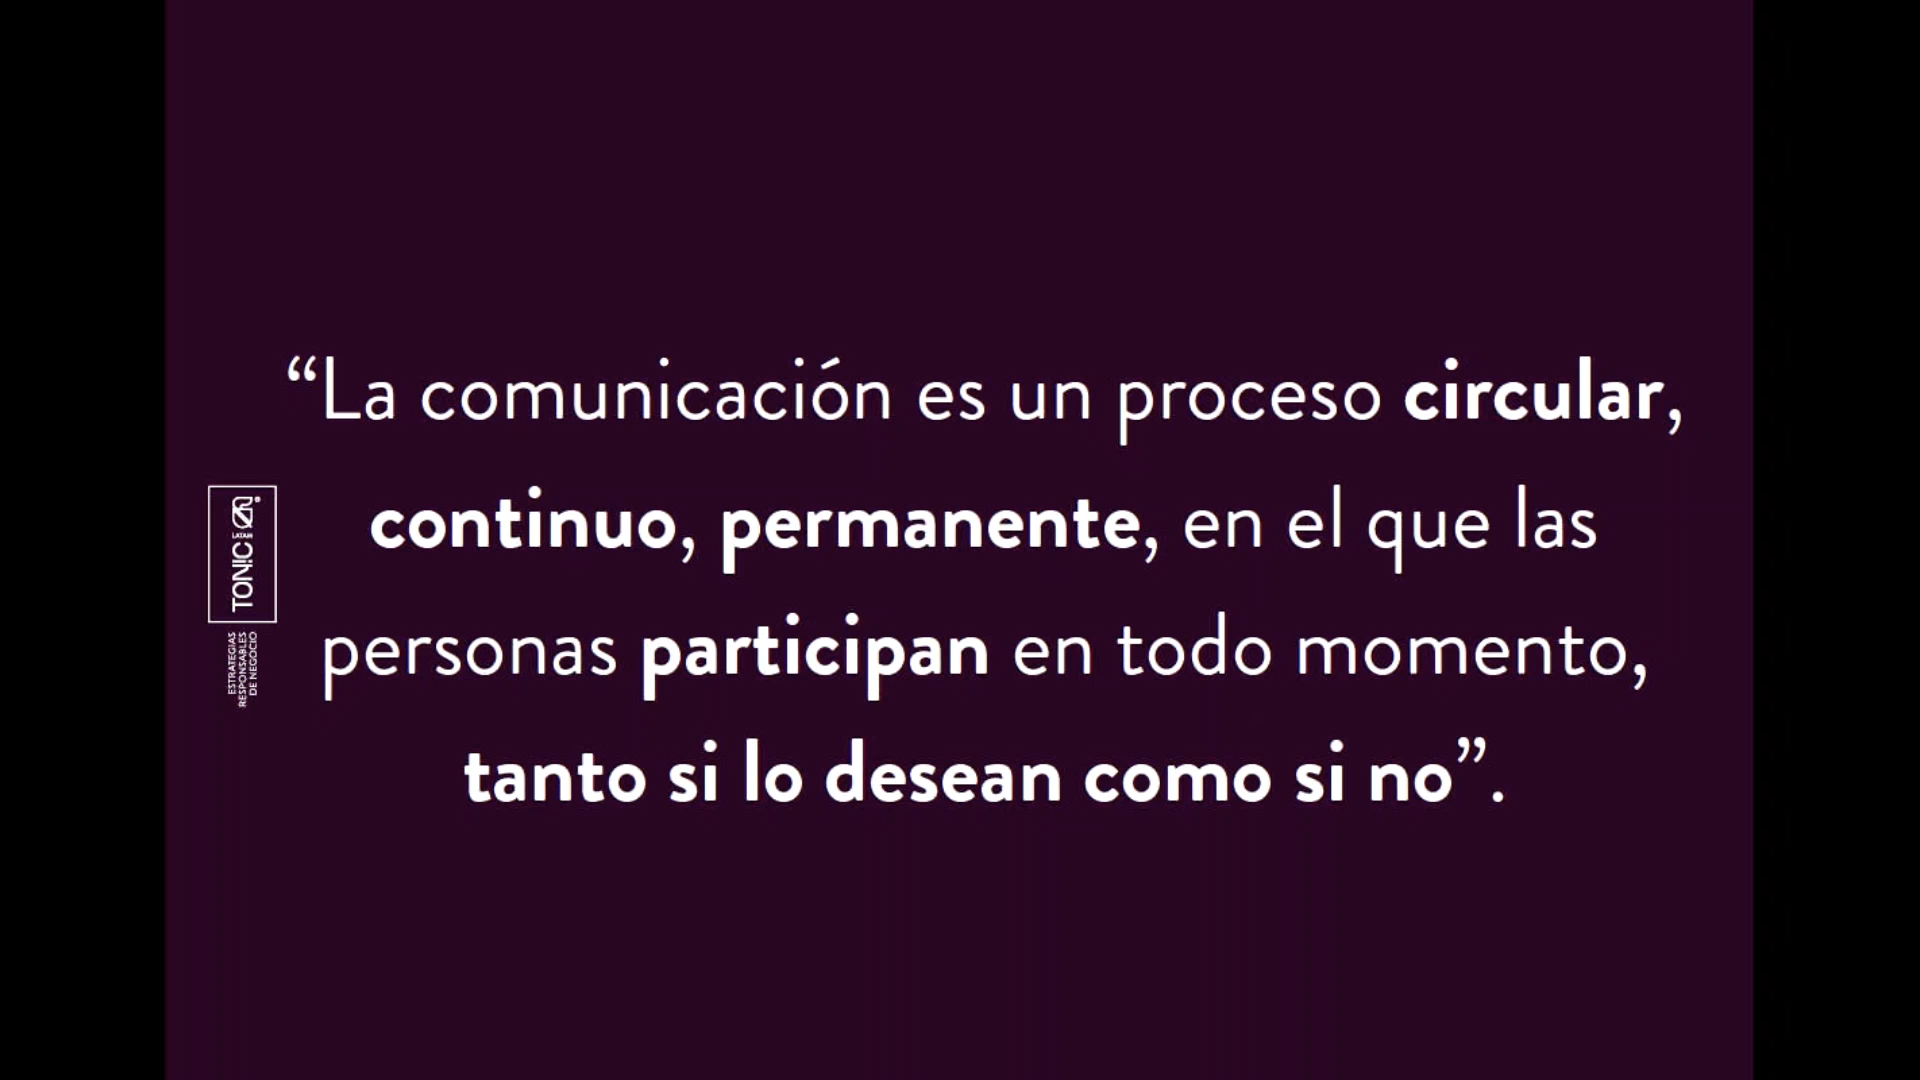 “La comunicación es un proceso circular,
continuo, permanente, en el que las
personas participan en todo momento,
tanto si lo desean como si no”.
TONIC
LATAM
ESTRATEGIAS
RESPONSABLES
DE NEGOCIO